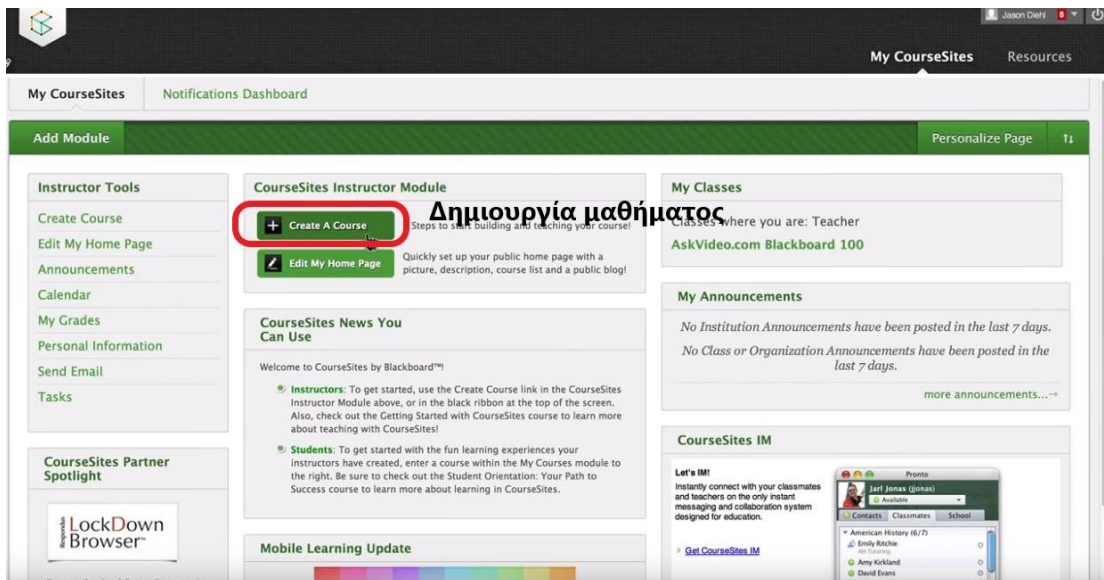 Jason Diehl 5
My CourseSites Resources
My CourseSites Notifications Dashboard
Add Module Personalize Page
Instructor Tools
Create Course
Edit My Home Page
Announcements
Calendar
My Grades
Personal Information
Send Email
Tasks
CourseSites Partner
Spotlight
Respondus
LockDown
Browser™
CourseSites Instructor Module
Δημιουργία μαθήματος
Create A Course
Steps to start building and teaching your course!
Edit My Home Page
Quickly set up your public home page with a
picture, description, course list and a public blog!
CourseSites News You
Can Use
Welcome to CourseSites by Blackboard™!
Instructors: To get started, use the Create Course link in the CourseSites
Instructor Module above, or in the black ribbon at the top of the screen.
Also, check out the Getting Started with CourseSites course to learn more
about teaching with CourseSites!
Students: To get started with the fun learning experiences your
instructors have created, enter a course within the My Courses module to
the right. Be sure to check out the Student Orientation: Your Path to
Success course to learn more about learning in CourseSites.
Mobile Learning Update
My Classes
Classes where you are: Teacher
AskVideo.com Blackboard 100
My Announcements
No Institution Announcements have been posted in the last 7 days.
No Class or Organization Announcements have been posted in the
last 7 days.
more announcements...→
CourseSites IM
Let's IM!
Instantly connect with your classmates
and teachers on the only instant
messaging and collaboration system
designed for education.
> Get CourseSites IM
Pronto
Jarl Jonas (jjonas)
Available
Contacts Classmates School
American History (6/7)
Emily Ritchie
Amy Kirkland
David Evans